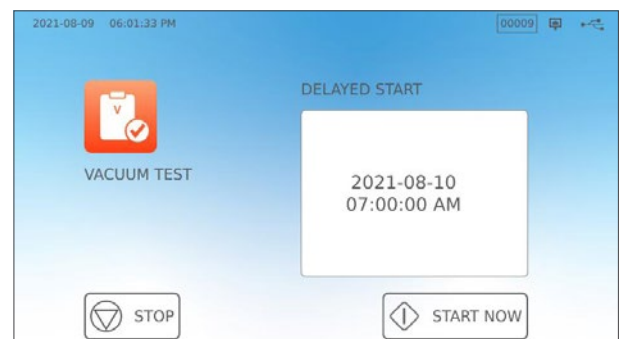 2021-08-09 06:01:33 PM 00009
DELAYED START
V
VACUUM TEST
2021-08-10
07:00:00 AM
STOP
START NOW